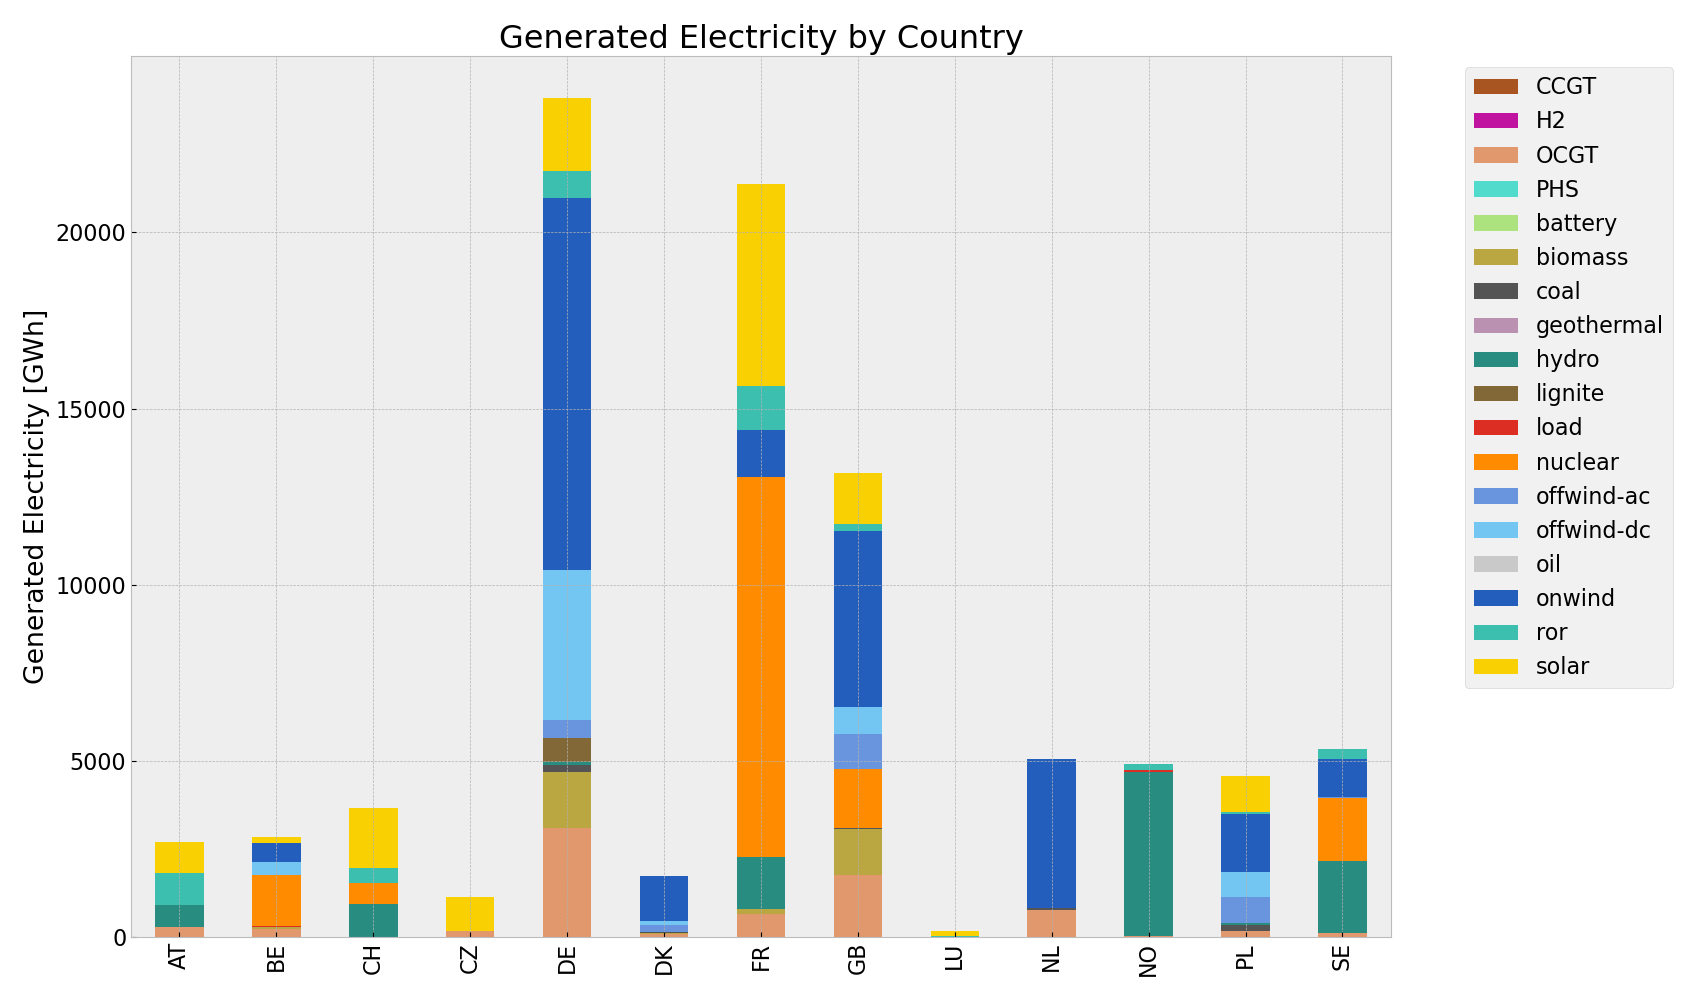 Generated Electricity by Country
Generated Electricity [GWh]
20000
15000
10000
5000
0
AT BE CH CZ DE DK FR GB LU NL NO PL SE
CCGT
H2
OCGT
PHS
battery
biomass
coal
geothermal
hydro
lignite
load
nuclear
offwind-ac
offwind-dc
oil
onwind
ror
solar